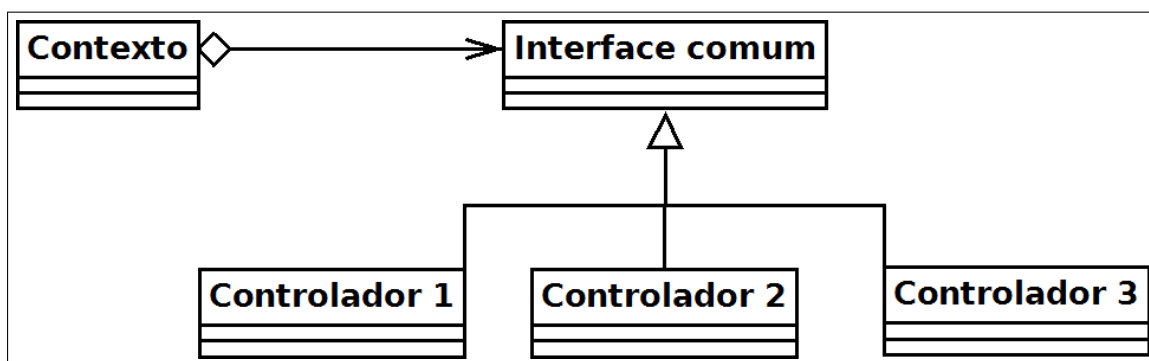 Contexto
Interface comum
Controlador 1
Controlador 2
Controlador 3